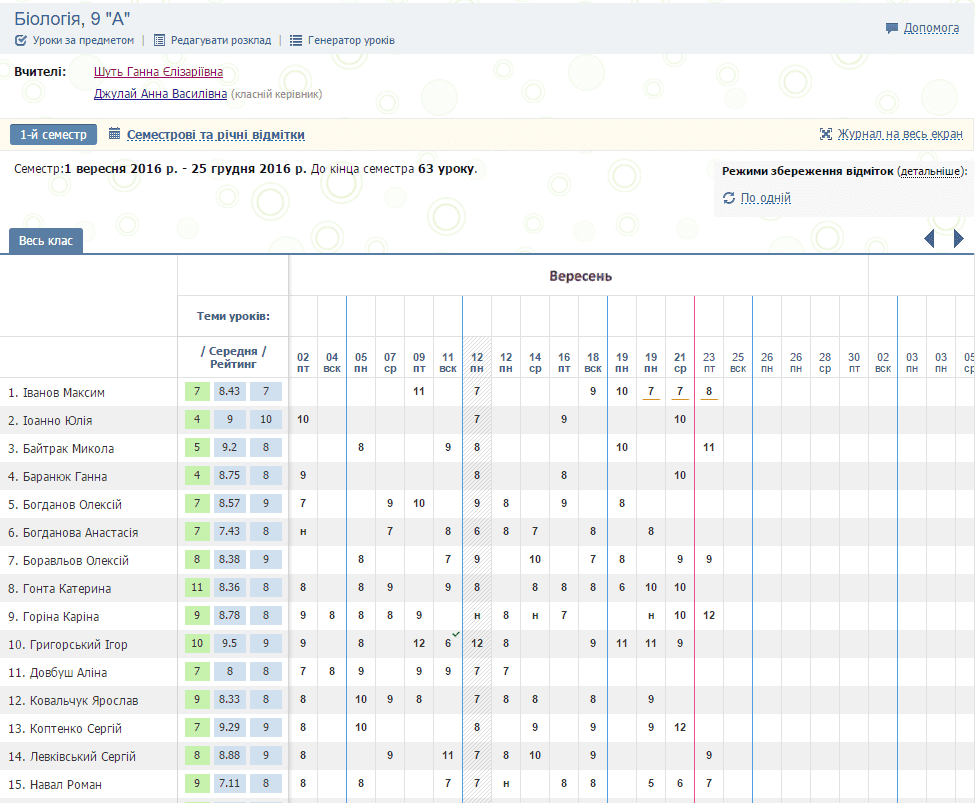 Біологія, 9 "А"
Уроки за предметом | Редагувати розклад | Генератор уроків
Допомога
Вчителі: Шуть Ганна Єлізаріївна
Джулай Анна Василівна (класній керівник)
1-й семестр Семестрові та річні відмітки Журнал на весь екран
Семестр:1 вересня 2016 р. - 25 грудня 2016 р. До кінца семестра 63 уроку.
Режими збереження відміток (детальніше):
По одній
Весь клас
Вересень
Теми уроків:
/ Середня /
Рейтинг
02 04 05 07 09 11 12 12 14 16 18 19 19 21 23 25 26 26 28 30 02 03 03 05
пт вск пн ср пт вск пн пн ср пт вск пн пн ср пт вск пн пн ср пт вск пн пн ср
1. Іванов Максим 7 8.43 7 11 7 9 10 7 7 8
2. Іоанно Юлія 4 9 10 10 7 9 10
3. Байтрак Микола 5 9.2 8 8 9 8 10 11
4. Баранюк Ганна 4 8.75 8 9 8 8 10
5. Богданов Олексій 7 8.57 9 7 9 10 9 8 9 8
6. Богданова Анастасія 7 7.43 8 н 7 8 6 8 7 8 8
7. Боравльов Олексій 8 8.38 9 8 7 9 10 7 8 9 9
8. Гонта Катерина 11 8.36 8 8 8 9 9 8 8 8 8 6 10 10
9. Горіна Каріна 9 8.78 8 9 8 8 8 9 н 8 н 7 н 10 12
10. Григорський Ігор 10 9.5 9 9 8 12 6 12 8 9 11 11 9
11. Довбуш Аліна 7 8 8 7 8 9 9 9 7 7
12. Ковальчук Ярослав 9 8.33 8 8 10 9 8 7 8 8 8 9
13. Коптенко Сергій 7 9.29 9 8 10 8 9 9 9 12
14. Левківський Сергій 8 8.88 9 8 9 11 7 8 10 9 9
15. Навал Роман 9 7.11 8 8 8 7 7 н 8 8 5 6 7